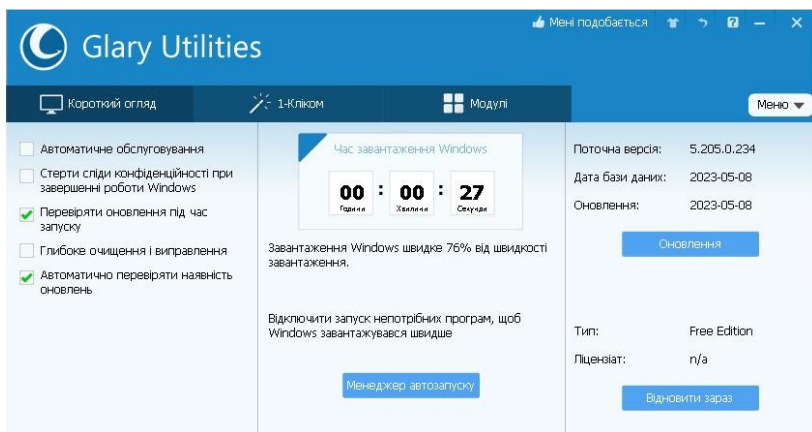 Мені подобається
Glary Utilities
Короткий огляд
1-Кліком
Модулі
Меню
Автоматичне обслуговування
Стерти сліди конфіденційності при
завершенні роботи Windows
Перевіряти оновлення під час
запуску
Глибоке очищення і виправлення
Автоматично перевіряти наявність
оновлень
Час завантаження Windows
00 : 00 : 27
Години Хвилини Секунди
Завантаження Windows швидке 76% від швидкості
завантаження.
Відключити запуск непотрібних програм, щоб
Windows завантажувався швидше
Менеджер автозапуску
Поточна версія: 5.205.0.234
Дата бази даних: 2023-05-08
Оновлення: 2023-05-08
Оновлення
Тип: Free Edition
Ліцензіат: n/a
Відновити зараз